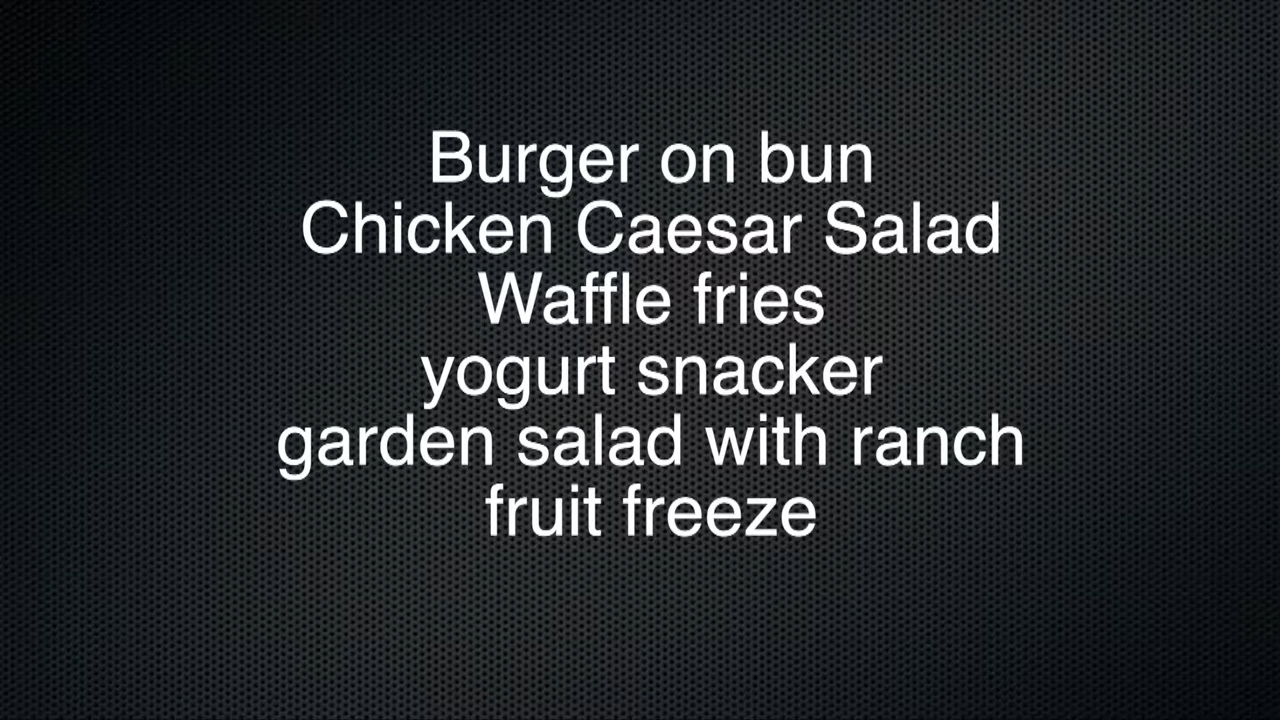 Burger on bun
Chicken Caesar Salad
Waffle fries
yogurt snacker
garden salad with ranch
fruit freeze